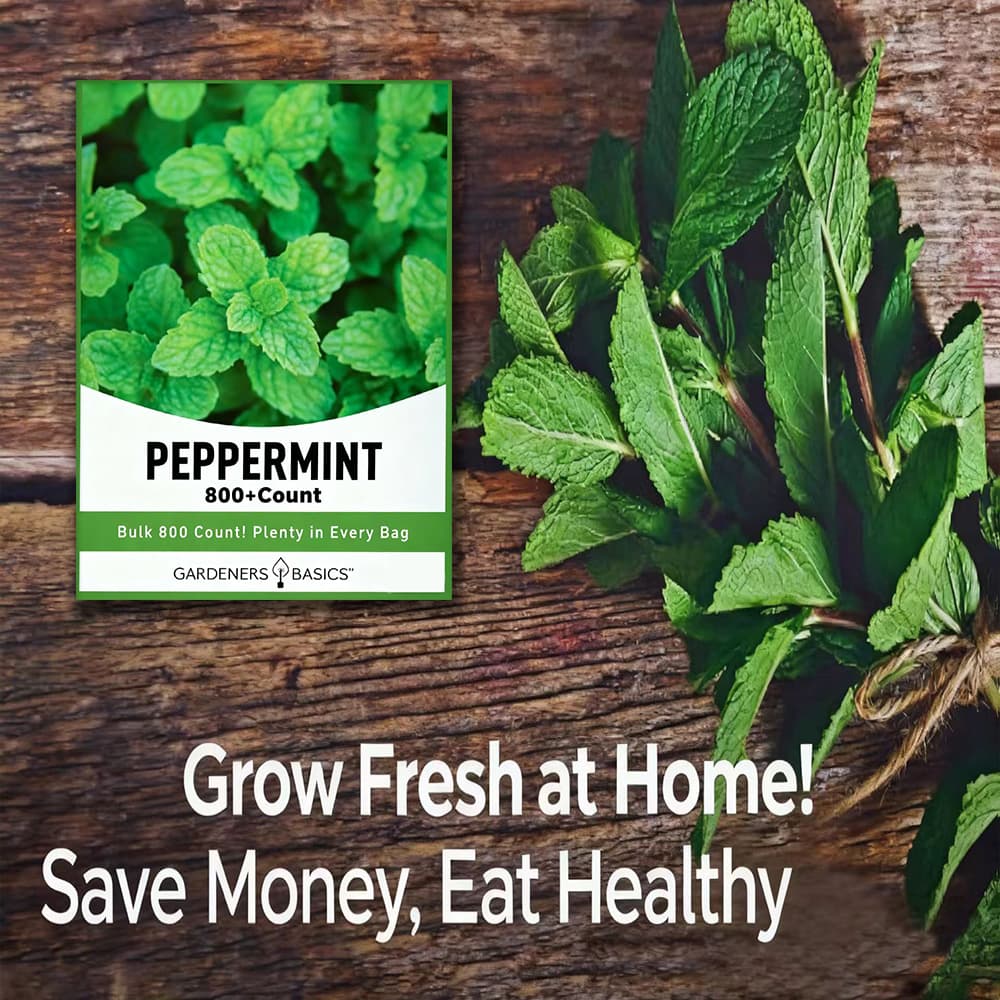 PEPPERMINT
800+Count
Bulk 800 Count! Plenty in Every Bag
GARDENERS BASICS™
Grow Fresh at Home!
Save Money, Eat Healthy